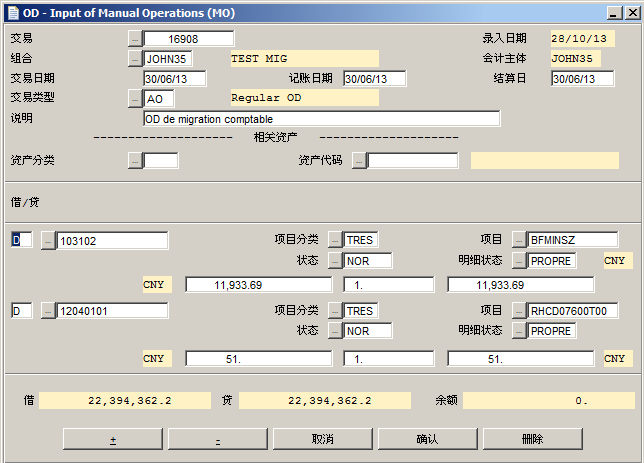 OD - Input of Manual Operations (MO)
交易 ... 16908 录入日期 28/10/13
组合 ... JOHN35 TEST MIG 会计主体 JOHN35
交易日期 30/06/13 记账日期 30/06/13 结算日 30/06/13
交易类型 ... AO Regular OD
说明 OD de migration comptable
-------------------- 相关资产 --------------------
资产分类 ... 资产代码 ...
借/贷
D ... 103102 项目分类 ... TRES 项目 ... BFMINSZ
状态 ... NOR 明细状态 ... PROPRE CNY
CNY 11,933.69 1. 11,933.69
D ... 12040101 项目分类 ... TRES 项目 ... RHCD07600T00
状态 ... NOR 明细状态 ... PROPRE
CNY 51. 1. 51. CNY
借 22,394,362.2 贷 22,394,362.2 余额 0.
+ - 取消 确认 删除